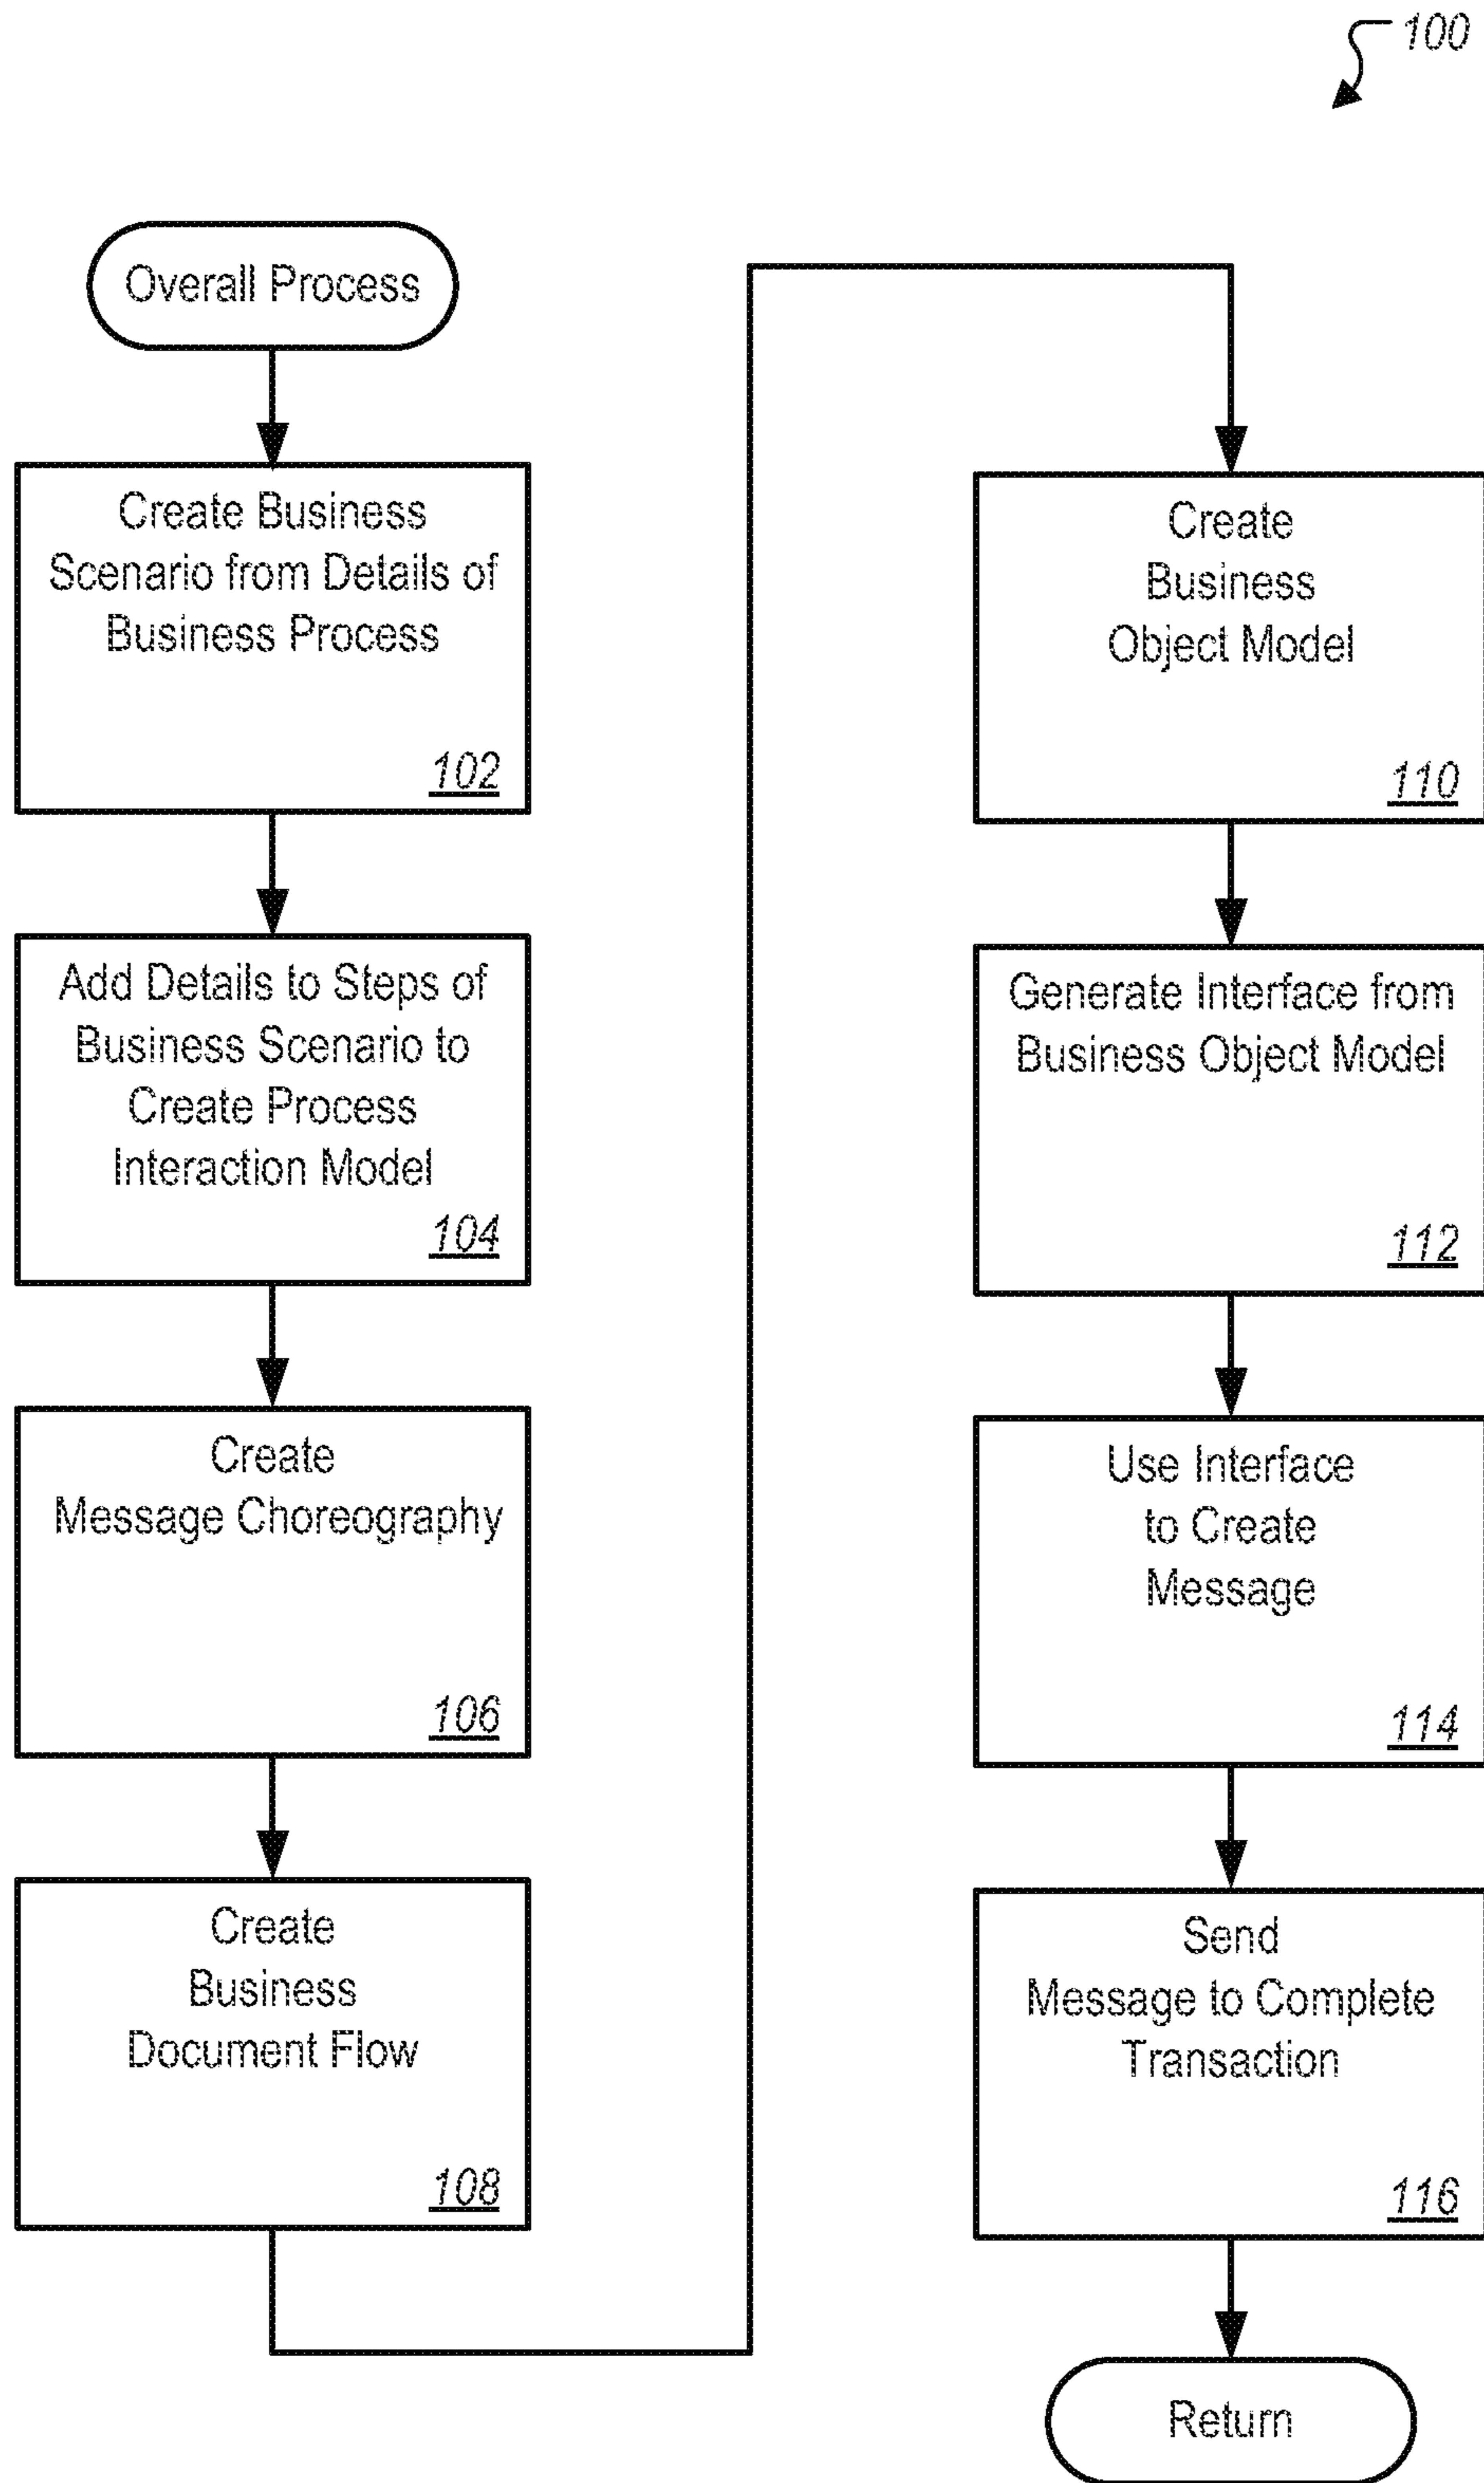 100
Overall Process
Create Business
Scenario from Details of
Business Process
102
Add Details to Steps of
Business Scenario to
Create Process
Interaction Model
104
Create
Message Choreography
106
Create
Business
Document Flow
108
Create
Business
Object Model
110
Generate Interface from
Business Object Model
112
Use Interface
to Create
Message
114
Send
Message to Complete
Transaction
116
Return